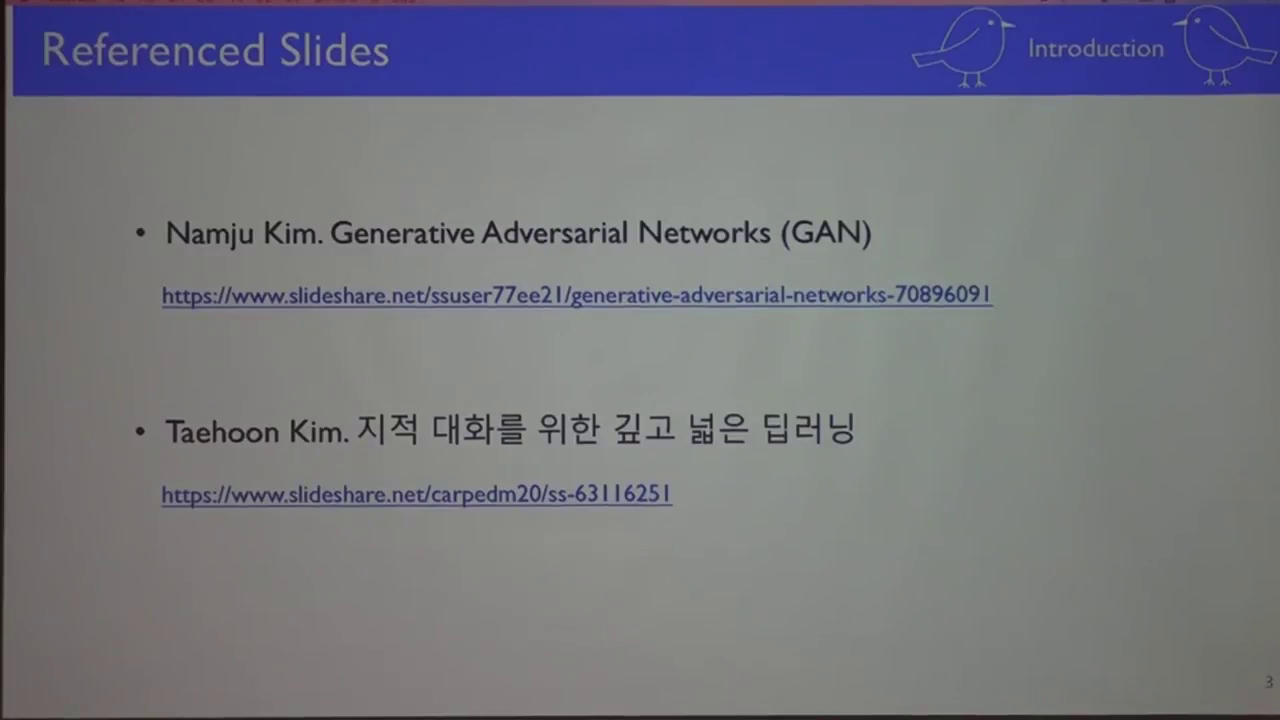 Referenced Slides
Introduction
• Namju Kim. Generative Adversarial Networks (GAN)
https://www.slideshare.net/ssuser77ee21/generative-adversarial-networks-70896091
• Taehoon Kim. 지적 대화를 위한 깊고 넓은 딥러닝
https://www.slideshare.net/carpedm20/ss-63116251
3